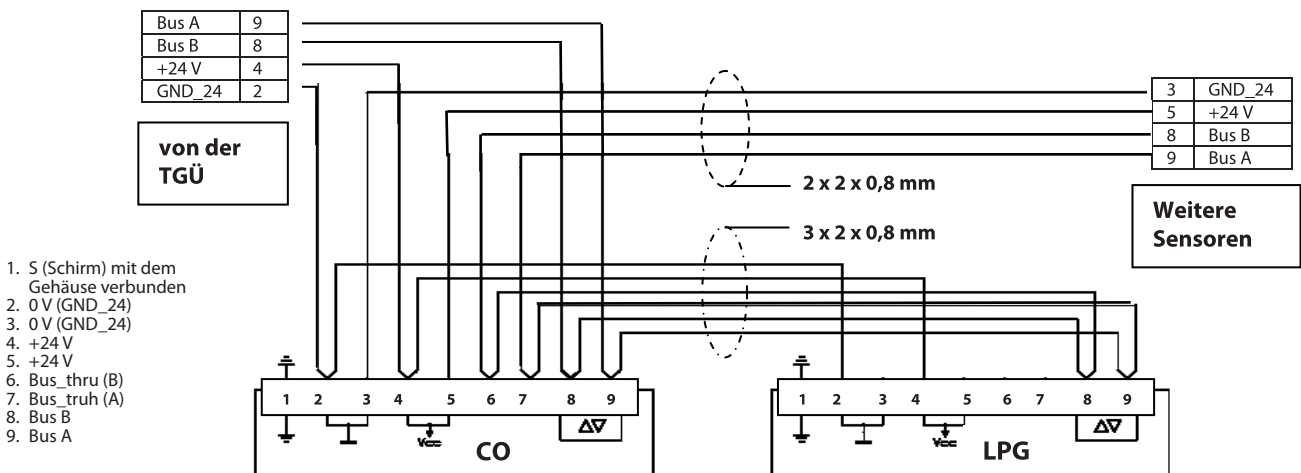 Bus A 9
Bus B 8
+24 V 4
GND_24 2
von der
TGÜ
3 GND_24
5 +24 V
8 Bus B
9 Bus A
2 x 2 x 0,8 mm
3 x 2 x 0,8 mm
Weitere
Sensoren
1. S (Schirm) mit dem
Gehäuse verbunden
2. 0 V (GND_24)
3. 0 V (GND_24)
4. +24 V
5. +24 V
6. Bus_thru (B)
7. Bus_truh (A)
8. Bus B
9. Bus A
1 2 3 4 5 6 7 8 9
Vcc
CO
1 2 3 4 5 6 7 8 9
Vcc
LPG